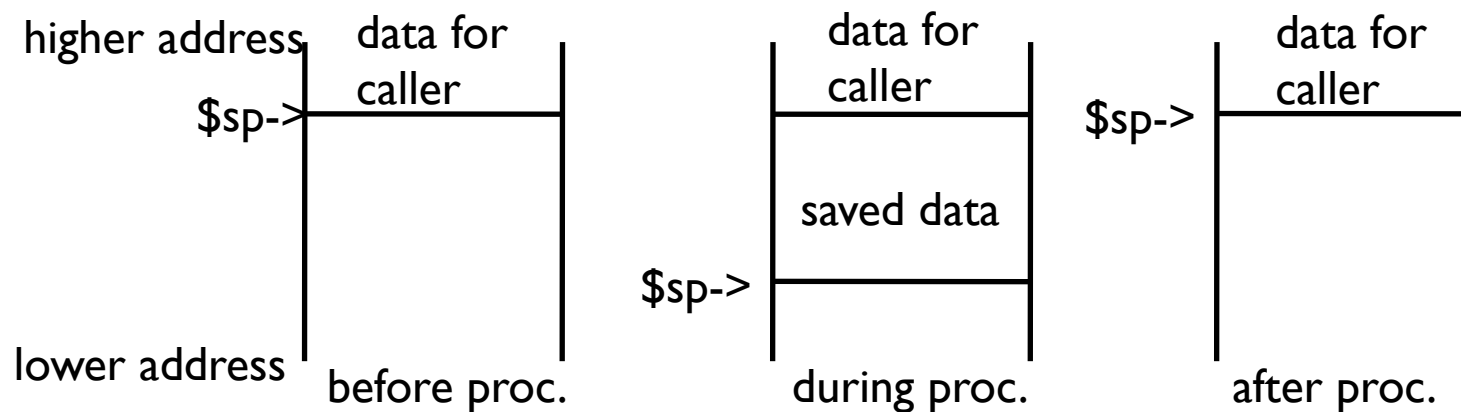 higher address
data for
caller
$sp->
lower address
before proc.
data for
caller
saved data
$sp->
during proc.
data for
caller
$sp->
after proc.